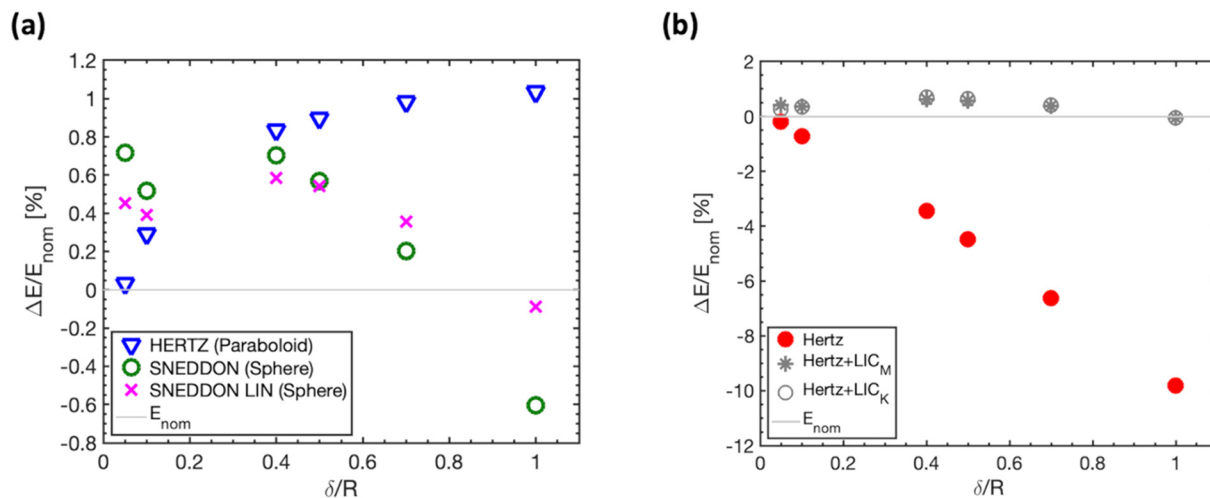 (a)
1.2
1
0.8
0.6
0.4
0.2
0
-0.2
-0.4
-0.6
-0.8
ΔE/E_nom [%]
HERTZ (Paraboloid)
SNEDDON (Sphere)
SNEDDON LIN (Sphere)
E_nom
0 0.2 0.4 0.6 0.8 1
δ/R
(b)
2
0
-2
-4
-6
-8
-10
-12
ΔE/E_nom [%]
Hertz
Hertz+LIC_M
Hertz+LIC_K
E_nom
0 0.2 0.4 0.6 0.8 1
δ/R